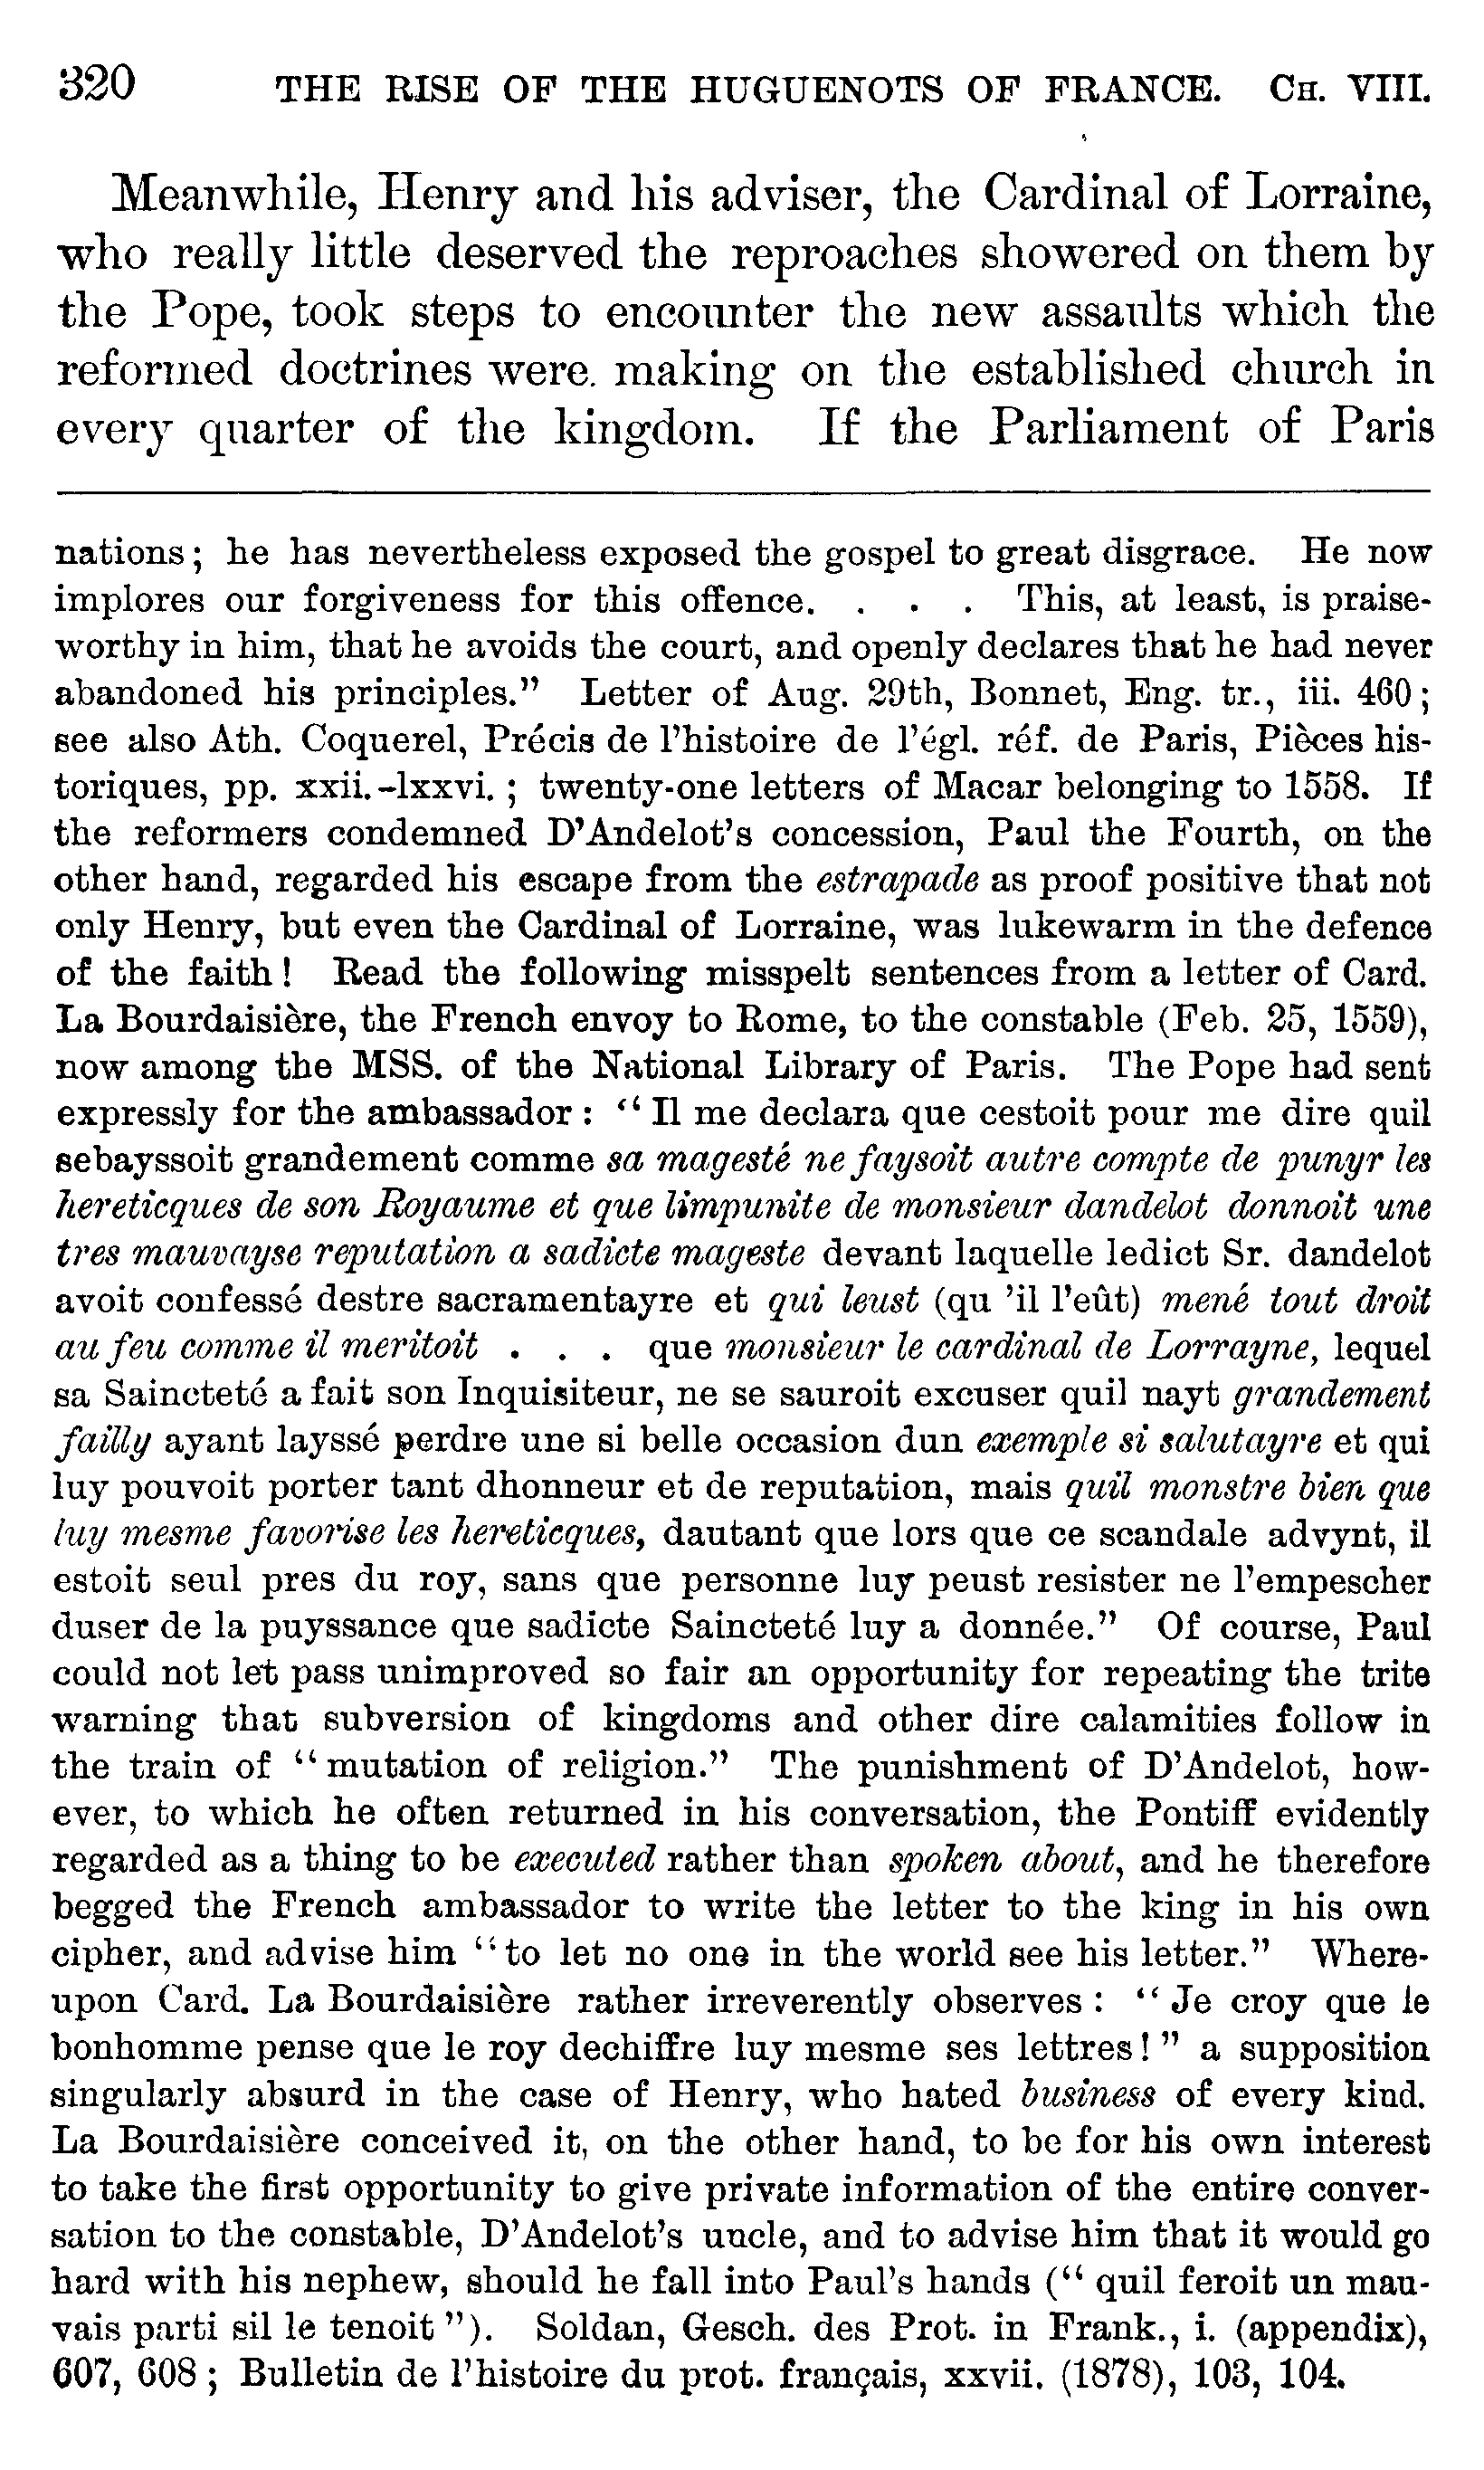 320 THE RISE OF THE HUGUENOTS OF FRANCE. CH. VIII.
Meanwhile, Henry and his adviser, the Cardinal of Lorraine,
who really little deserved the reproaches showered on them by
the Pope, took steps to encounter the new assaults which the
reformed doctrines were. making on the established church in
every quarter of the kingdom. If the Parliament of Paris
nations; he has nevertheless exposed the gospel to great disgrace. He now
implores our forgiveness for this offence. . . . This, at least, is praise-
worthy in him, that he avoids the court, and openly declares that he had never
abandoned his principles." Letter of Aug. 29th, Bonnet, Eng. tr., iii. 460;
see also Ath. Coquerel, Précis de l'histoire de l'égl. réf. de Paris, Pièces his-
toriques, pp. xxii.-lxxvi.; twenty-one letters of Macar belonging to 1558. If
the reformers condemned D'Andelot's concession, Paul the Fourth, on the
other hand, regarded his escape from the estrapade as proof positive that not
only Henry, but even the Cardinal of Lorraine, was lukewarm in the defence
of the faith! Read the following misspelt sentences from a letter of Card.
La Bourdaisière, the French envoy to Rome, to the constable (Feb. 25, 1559),
now among the MSS. of the National Library of Paris. The Pope had sent
expressly for the ambassador: "Il me declara que cestoit pour me dire quil
sebayssoit grandement comme sa magesté ne faysoit autre compte de punyr les
hereticques de son Royaume et que limpunite de monsieur dandelot donnoit une
tres mauvayse reputation a sadicte mageste devant laquelle ledict Sr. dandelot
avoit confessé destre sacramentayre et qui leust (qu 'il l'eût) mené tout droit
au feu comme il meritoit . . . que monsieur le cardinal de Lorrayne, lequel
sa Saincteté a fait son Inquisiteur, ne se sauroit excuser quil nayt grandement
failly ayant layssé perdre une si belle occasion dun exemple si salutayre et qui
luy pouvoit porter tant dhonneur et de reputation, mais quil monstre bien que
luy mesme favorise les hereticques, dautant que lors que ce scandale advynt, il
estoit seul pres du roy, sans que personne luy peust resister ne l'empescher
duser de la puyssance que sadicte Saincteté luy a donnée." Of course, Paul
could not let pass unimproved so fair an opportunity for repeating the trite
warning that subversion of kingdoms and other dire calamities follow in
the train of "mutation of religion." The punishment of D'Andelot, how-
ever, to which he often returned in his conversation, the Pontiff evidently
regarded as a thing to be executed rather than spoken about, and he therefore
begged the French ambassador to write the letter to the king in his own
cipher, and advise him "to let no one in the world see his letter." Where-
upon Card. La Bourdaisière rather irreverently observes: "Je croy que le
bonhomme pense que le roy dechiffre luy mesme ses lettres!" a supposition
singularly absurd in the case of Henry, who hated business of every kind.
La Bourdaisière conceived it, on the other hand, to be for his own interest
to take the first opportunity to give private information of the entire conver-
sation to the constable, D'Andelot's uncle, and to advise him that it would go
hard with his nephew, should he fall into Paul's hands ("quil feroit un mau-
vais parti sil le tenoit"). Soldan, Gesch. des Prot. in Frank., i. (appendix),
607, 608; Bulletin de l'histoire du prot. français, xxvii. (1878), 103, 104.